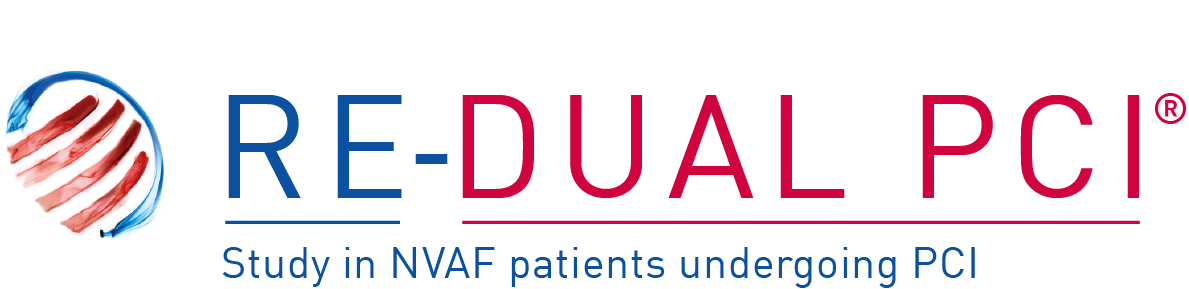 RE-DUAL PCI®
Study in NVAF patients undergoing PCI